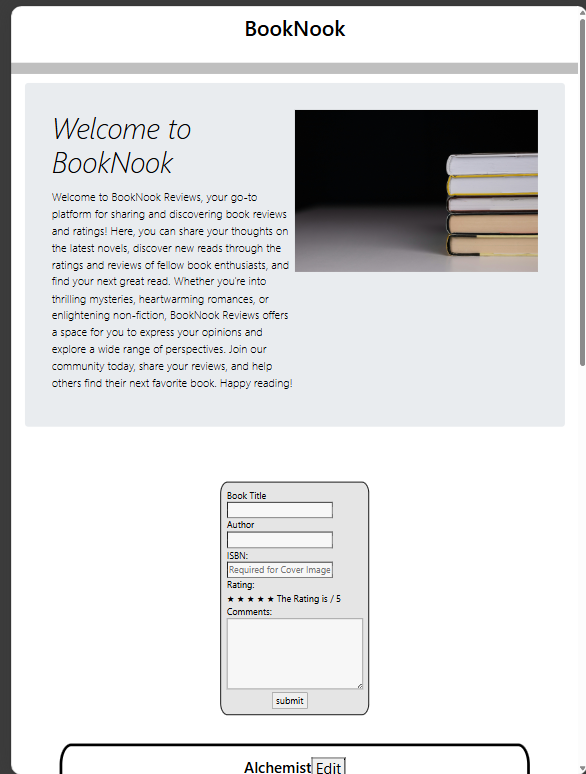 BookNook
Welcome to
BookNook
Welcome to BookNook Reviews, your go-to
platform for sharing and discovering book reviews
and ratings! Here, you can share your thoughts on
the latest novels, discover new reads through the
ratings and reviews of fellow book enthusiasts, and
find your next great read. Whether you're into
thrilling mysteries, heartwarming romances, or
enlightening non-fiction, BookNook Reviews offers
a space for you to express your opinions and
explore a wide range of perspectives. Join our
community today, share your reviews, and help
others find their next favorite book. Happy reading!
Book Title
Author
ISBN:
Required for Cover Image
Rating:
★ ★ ★ ★ ★ The Rating is / 5
Comments:
submit
Alchemist Edit